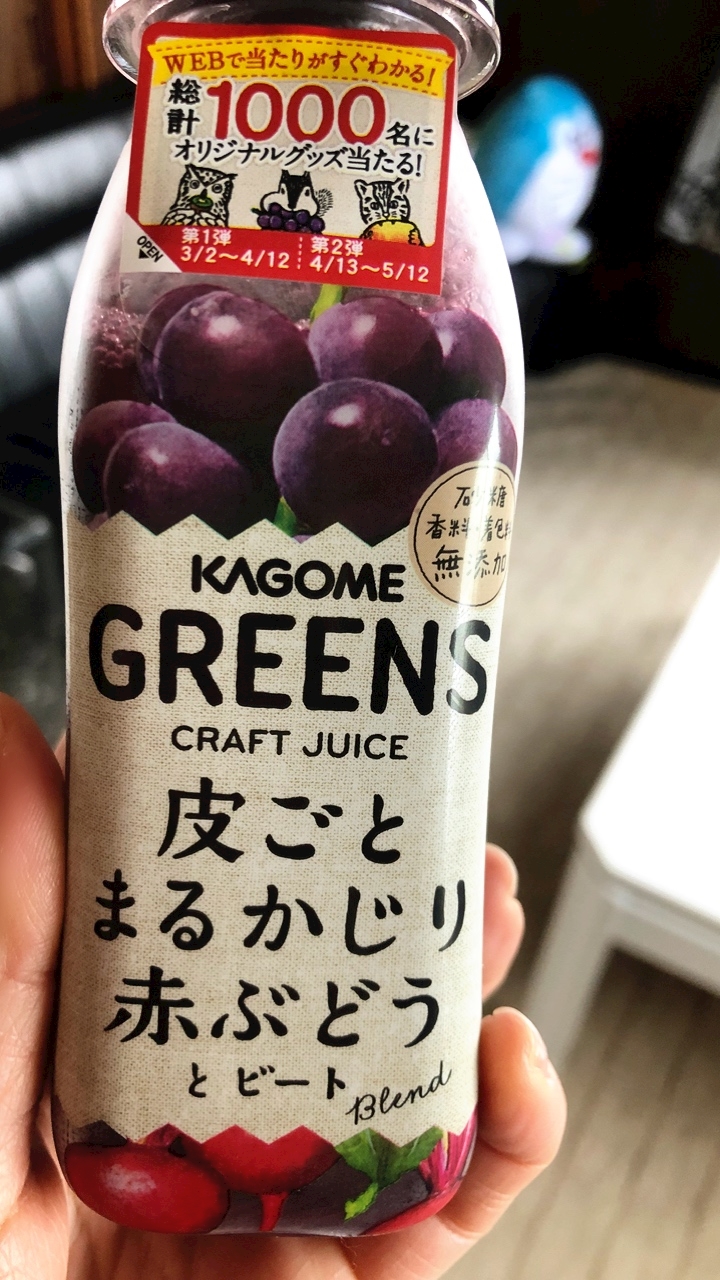 WEBで当たりがすぐわかる!
総計1000名に
オリジナルグッズ当たる!
第1弾
3/2〜4/12
第2弾
4/13〜5/12
OPEN
砂糖
香料・着色料
無添加
KAGOME
GREENS
CRAFT JUICE
皮ごと
まるかじり
赤ぶどう
とビート
Blend